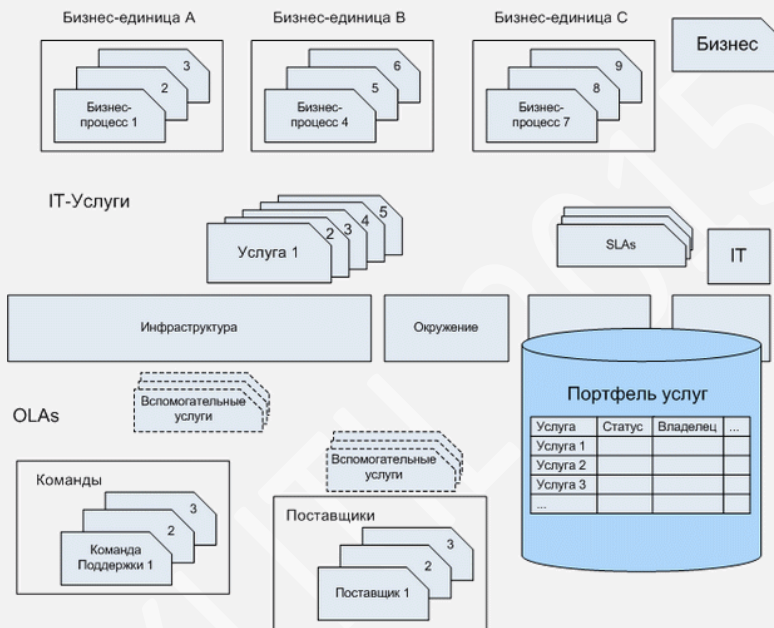 Бизнес-единица А
Бизнес-единица В
Бизнес-единица С
Бизнес
3
2
Бизнес-
процесс 1
6
5
Бизнес-
процесс 4
9
8
Бизнес-
процесс 7
IT-Услуги
Услуга 1
2
3
4
5
SLAs
IT
Инфраструктура
Окружение
OLAs
Вспомогательные
услуги
Вспомогательные
услуги
Портфель услуг
Услуга Статус Владелец ...
Услуга 1
Услуга 2
Услуга 3
...
Команды
3
2
Команда
Поддержки 1
Поставщики
3
2
Поставщик 1